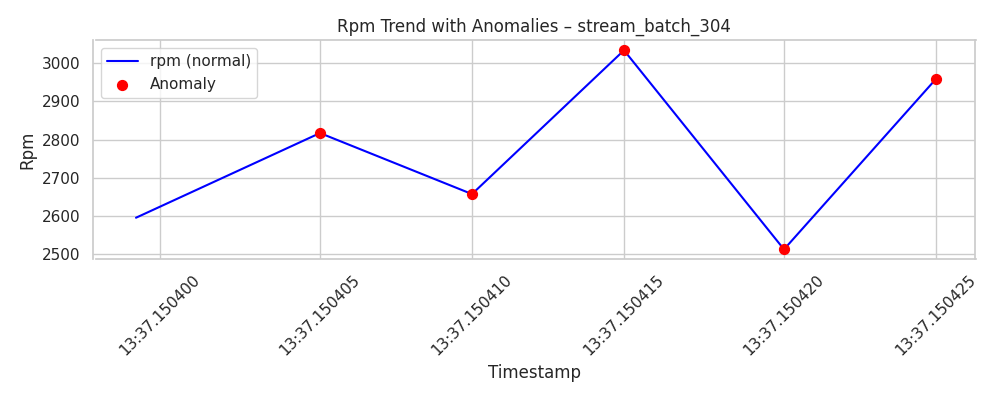 Rpm Trend with Anomalies – stream_batch_304
rpm (normal)
Anomaly
Rpm
3000
2900
2800
2700
2600
2500
13:37.150400
13:37.150405
13:37.150410
13:37.150415
13:37.150420
13:37.150425
Timestamp